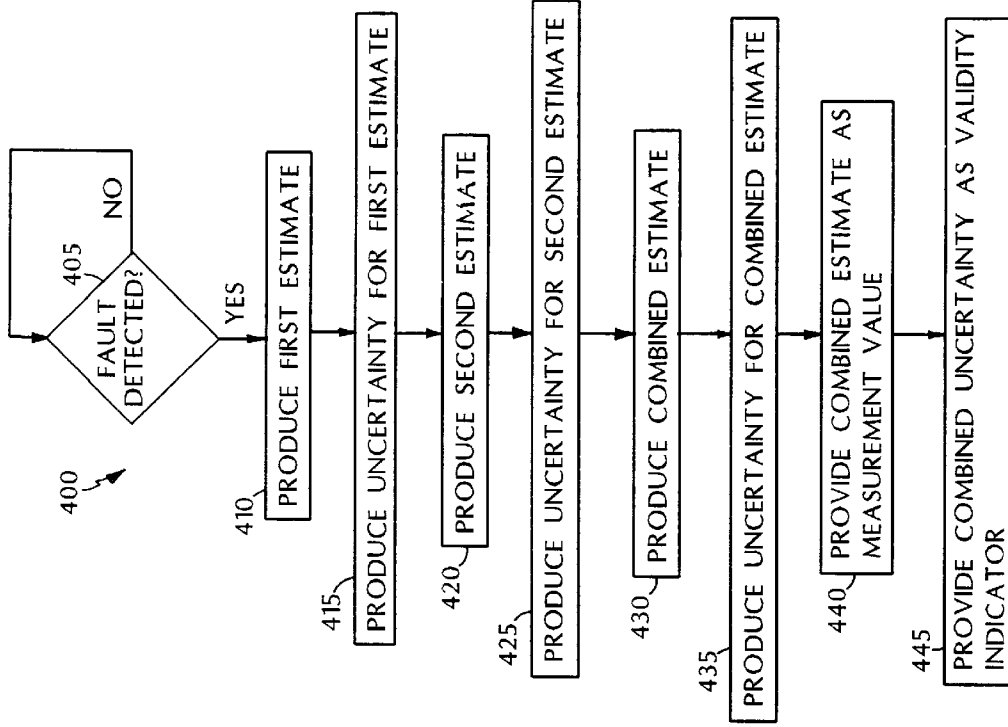 400
405
FAULT
DETECTED?
NO
YES
410
PRODUCE FIRST ESTIMATE
415
PRODUCE UNCERTAINTY FOR FIRST ESTIMATE
420
PRODUCE SECOND ESTIMATE
425
PRODUCE UNCERTAINTY FOR SECOND ESTIMATE
430
PRODUCE COMBINED ESTIMATE
435
PRODUCE UNCERTAINTY FOR COMBINED ESTIMATE
440
PROVIDE COMBINED ESTIMATE AS
MEASUREMENT VALUE
445
PROVIDE COMBINED UNCERTAINTY AS VALIDITY
INDICATOR